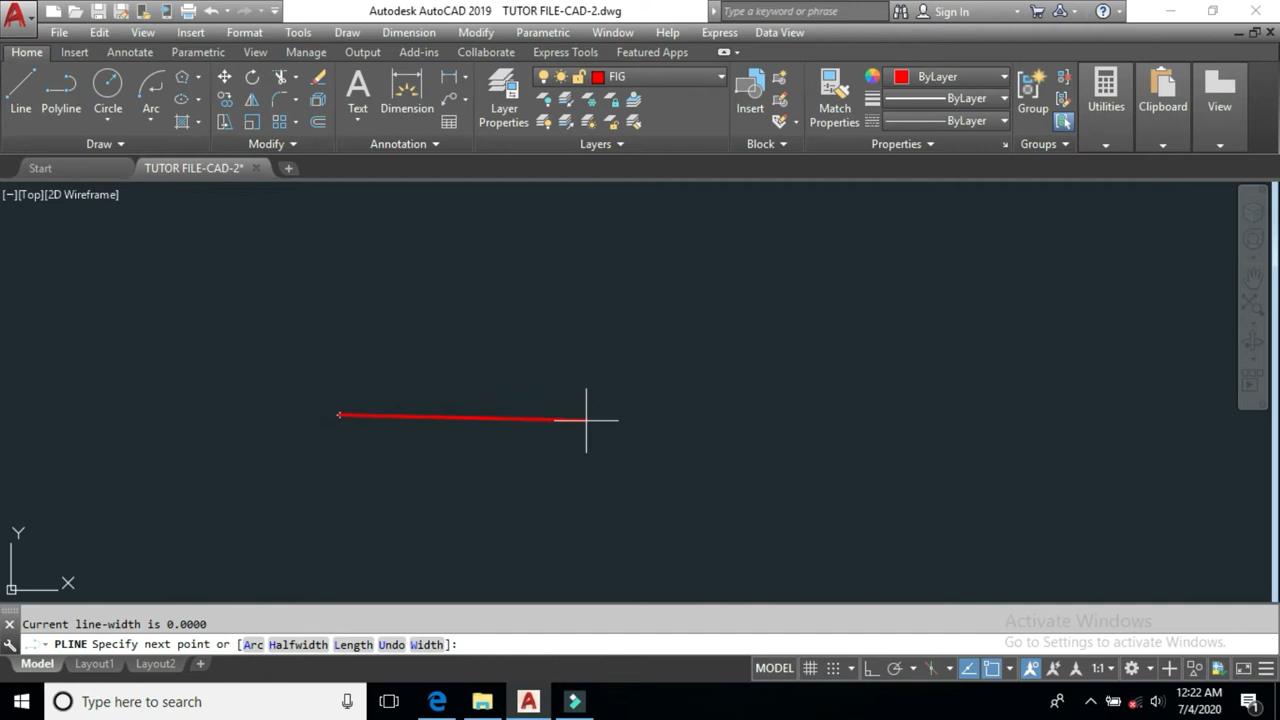 Autodesk AutoCAD 2019 TUTOR FILE-CAD-2.dwg
Type a keyword or phrase
Sign In
File Edit View Insert Format Tools Draw Dimension Modify Parametric Window Help Express Data View
Home Insert Annotate Parametric View Manage Output Add-ins Collaborate Express Tools Featured Apps
FIG
ByLayer
ByLayer
ByLayer
Line Polyline Circle Arc
Text Dimension
Layer
Properties
Insert
Match
Properties
Group
Utilities
Clipboard
View
Draw Modify Annotation Layers Block Properties Groups
Start TUTOR FILE-CAD-2*
[−][Top][2D Wireframe]
Y
X
Current line-width is 0.0000
PLINE Specify next point or [Arc Halfwidth Length Undo Width]:
Activate Windows
Go to Settings to activate Windows.
Model Layout1 Layout2
MODEL
1:1
Type here to search
12:22 AM
7/4/2020
1